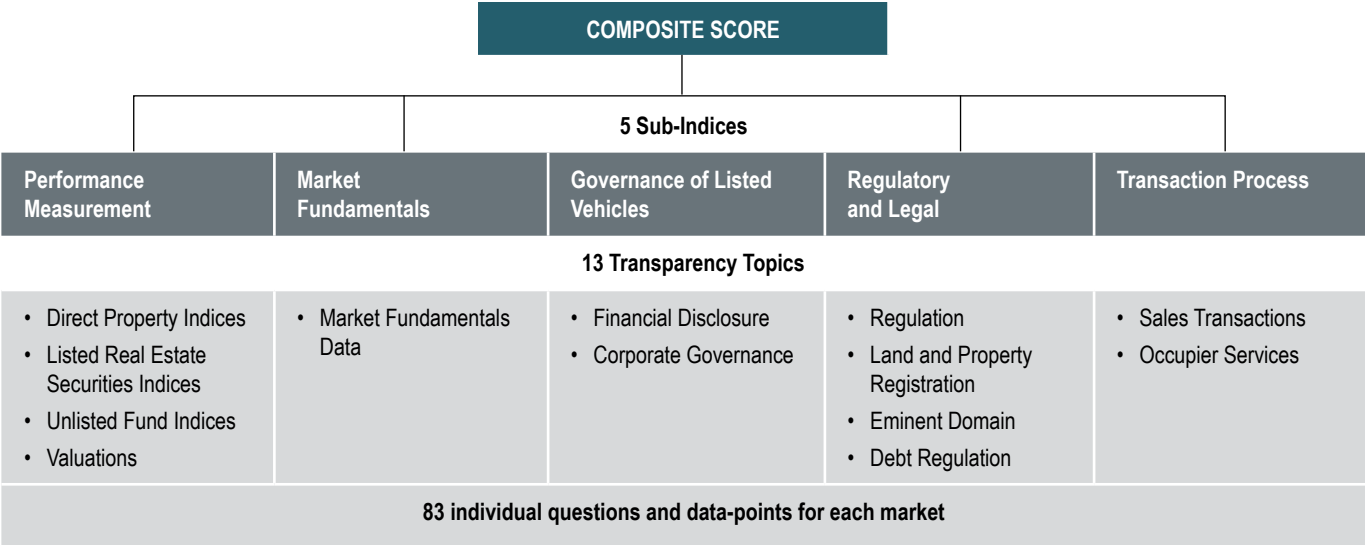 COMPOSITE SCORE
5 Sub-Indices
Performance
Measurement
Market
Fundamentals
Governance of Listed
Vehicles
Regulatory
and Legal
Transaction Process
13 Transparency Topics
• Direct Property Indices
• Listed Real Estate
Securities Indices
• Unlisted Fund Indices
• Valuations
• Market Fundamentals
Data
• Financial Disclosure
• Corporate Governance
• Regulation
• Land and Property
Registration
• Eminent Domain
• Debt Regulation
• Sales Transactions
• Occupier Services
83 individual questions and data-points for each market